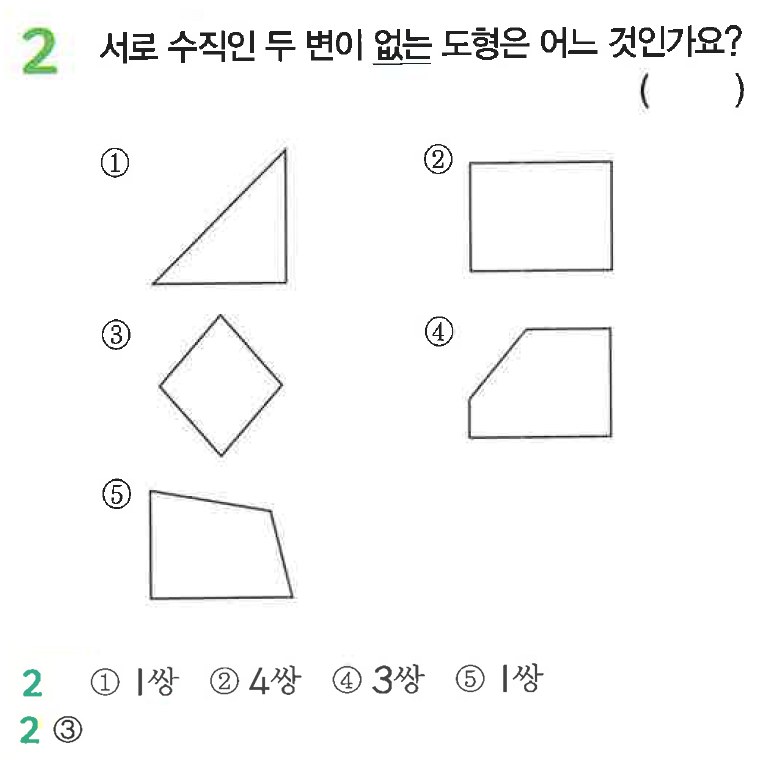 2 서로 수직인 두 변이 없는 도형은 어느 것인가요?
( )
① ②
③ ④
⑤
2 ① 1쌍 ② 4쌍 ④ 3쌍 ⑤ 1쌍
2 ③